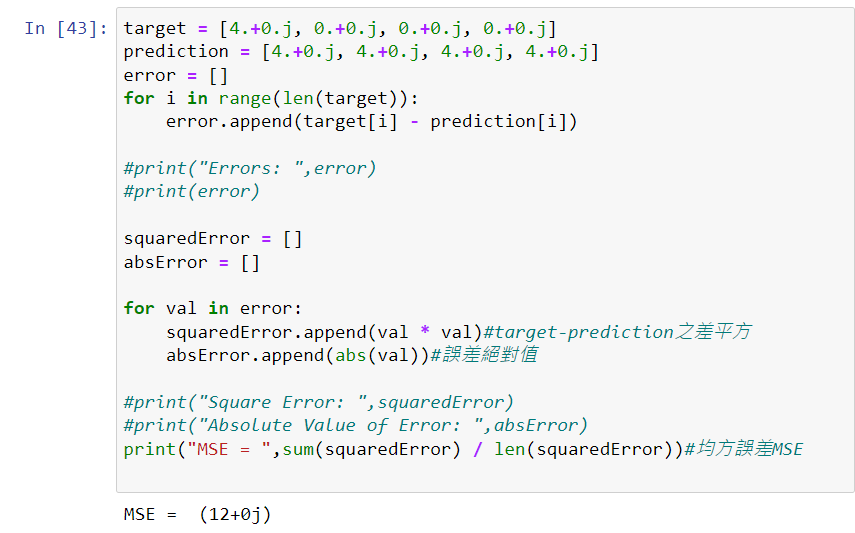 In [43]: target = [4.+0.j, 0.+0.j, 0.+0.j, 0.+0.j]
prediction = [4.+0.j, 4.+0.j, 4.+0.j, 4.+0.j]
error = []
for i in range(len(target)):
    error.append(target[i] - prediction[i])
#print("Errors: ",error)
#print(error)
squaredError = []
absError = []
for val in error:
    squaredError.append(val * val)#target-prediction之差平方
    absError.append(abs(val))#誤差絕對值
#print("Square Error: ",squaredError)
#print("Absolute Value of Error: ",absError)
print("MSE = ",sum(squaredError) / len(squaredError))#均方誤差MSE
MSE =  (12+0j)